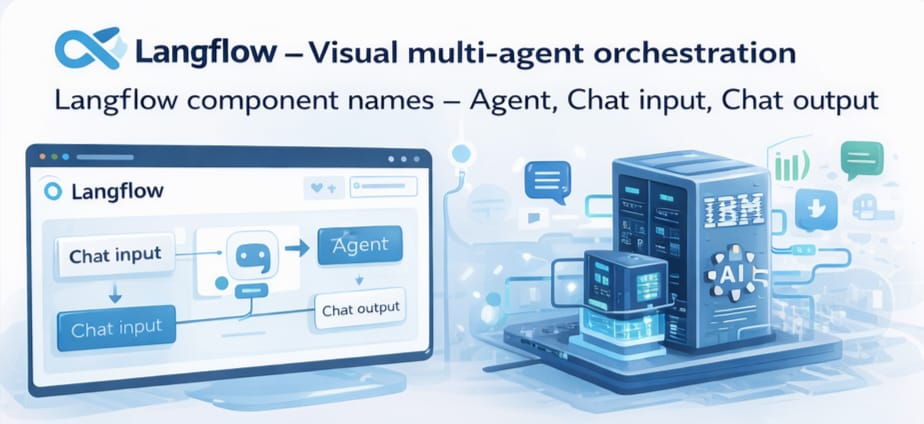 Langflow – Visual multi-agent orchestration
Langflow component names – Agent, Chat input, Chat output
Langflow
Chat input
Agent
Chat input
Chat output
IBM
AI